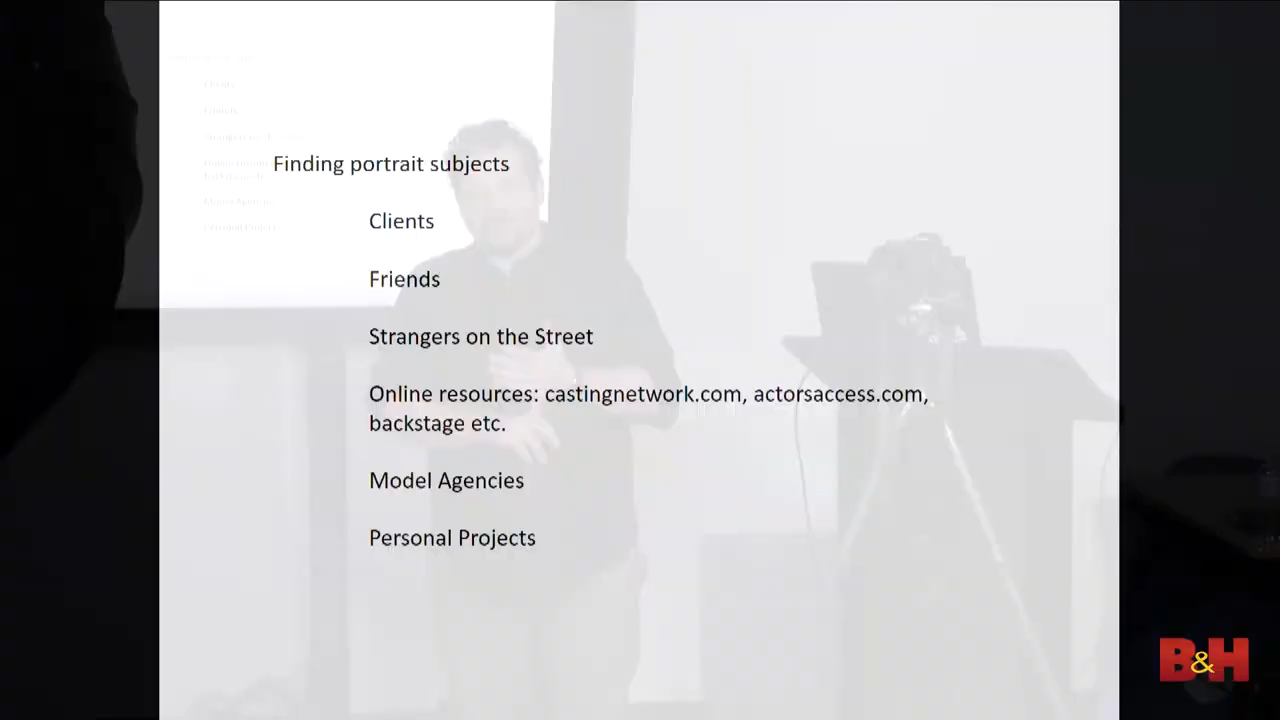 Finding portrait subjects
Clients
Friends
Strangers on the Street
Online resources: castingnetwork.com, actorsaccess.com,
backstage etc.
Model Agencies
Personal Projects
B&H